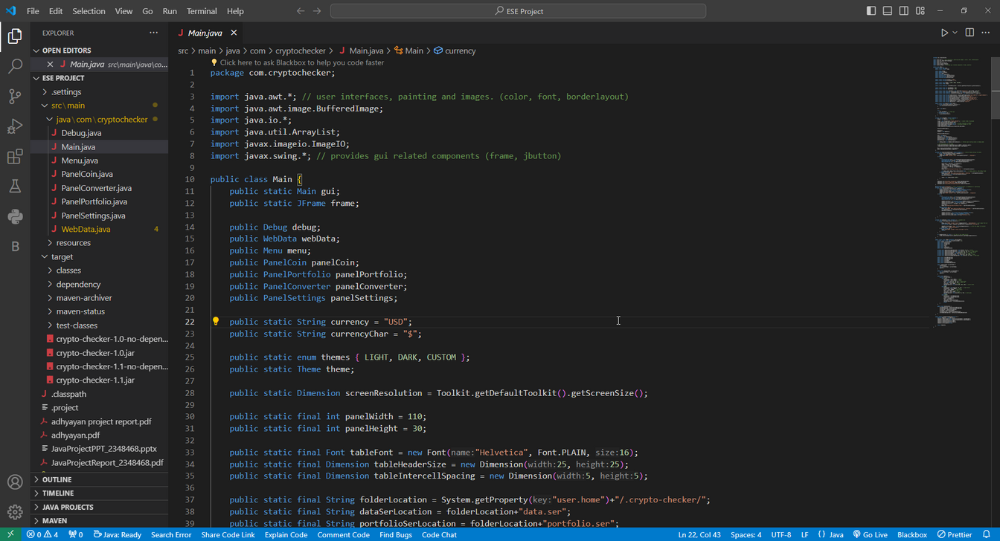 File Edit Selection View Go Run Terminal Help
ESE Project
EXPLORER
OPEN EDITORS
Main.java src\main\java\co...
ESE PROJECT
.settings
src\main
java\com\cryptochecker
Debug.java
Main.java
Menu.java
PanelCoin.java
PanelConverter.java
PanelPortfolio.java
PanelSettings.java
WebData.java 4
resources
target
classes
dependency
maven-archiver
maven-status
test-classes
crypto-checker-1.0-no-depen...
crypto-checker-1.0.jar
crypto-checker-1.1-no-depen...
crypto-checker-1.1.jar
.classpath
.project
adhyayan project report.pdf
adhyayan.pdf
JavaProjectPPT_2348468.pptx
JavaProjectReport_2348468.pdf
OUTLINE
TIMELINE
JAVA PROJECTS
MAVEN
Main.java
src > main > java > com > cryptochecker > Main.java > Main > currency
Click here to ask Blackbox to help you code faster
1 package com.cryptochecker;
2
3 import java.awt.*; // user interfaces, painting and images. (color, font, borderlayout)
4 import java.awt.image.BufferedImage;
5 import java.io.*;
6 import java.util.ArrayList;
7 import javax.imageio.ImageIO;
8 import javax.swing.*; // provides gui related components (frame, jbutton)
9
10 public class Main {
11 public static Main gui;
12 public static JFrame frame;
13
14 public Debug debug;
15 public WebData webData;
16 public Menu menu;
17 public PanelCoin panelCoin;
18 public PanelPortfolio panelPortfolio;
19 public PanelConverter panelConverter;
20 public PanelSettings panelSettings;
21
22 public static String currency = "USD";
23 public static String currencyChar = "$";
24
25 public static enum themes { LIGHT, DARK, CUSTOM };
26 public static Theme theme;
27
28 public static Dimension screenResolution = Toolkit.getDefaultToolkit().getScreenSize();
29
30 public static final int panelWidth = 110;
31 public static final int panelHeight = 30;
32
33 public static final Font tableFont = new Font(name:"Helvetica", Font.PLAIN, size:16);
34 public static final Dimension tableHeaderSize = new Dimension(width:25, height:25);
35 public static final Dimension tableIntercellSpacing = new Dimension(width:5, height:5);
36
37 public static final String folderLocation = System.getProperty(key:"user.home")+"/.crypto-checker/";
38 public static final String dataSerLocation = folderLocation+"data.ser";
39 public static final String portfolioSerLocation = folderLocation+"portfolio.ser";
0 4 0 Java: Ready Search Error Share Code Link Explain Code Comment Code Find Bugs Code Chat Ln 22, Col 43 Spaces: 4 UTF-8 LF {} Java Go Live Blackbox Prettier